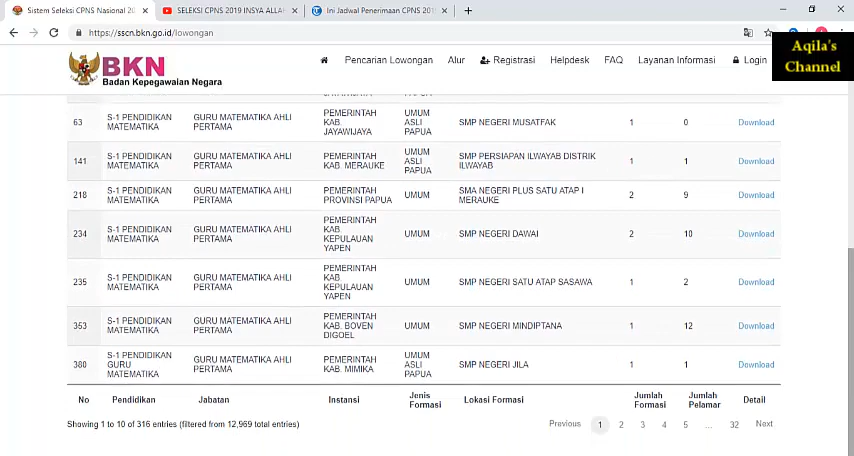 Sistem Seleksi CPNS Nasional 20
SELEKSI CPNS 2019 INSYA ALLAH
Ini Jadwal Penerimaan CPNS 201
https://sscn.bkn.go.id/lowongan
Aqila's
Channel
BKN
Badan Kepegawaian Negara
Pencarian Lowongan Alur Registrasi Helpdesk FAQ Layanan Informasi Login
63 S-1 PENDIDIKAN MATEMATIKA GURU MATEMATIKA AHLI PERTAMA PEMERINTAH KAB. JAYAWIJAYA UMUM ASLI PAPUA SMP NEGERI MUSATFAK 1 0 Download
141 S-1 PENDIDIKAN MATEMATIKA GURU MATEMATIKA AHLI PERTAMA PEMERINTAH KAB. MERAUKE UMUM ASLI PAPUA SMP PERSIAPAN ILWAYAB DISTRIK ILWAYAB 1 1 Download
218 S-1 PENDIDIKAN MATEMATIKA GURU MATEMATIKA AHLI PERTAMA PEMERINTAH PROVINSI PAPUA UMUM SMA NEGERI PLUS SATU ATAP I MERAUKE 2 9 Download
234 S-1 PENDIDIKAN MATEMATIKA GURU MATEMATIKA AHLI PERTAMA PEMERINTAH KAB. KEPULAUAN YAPEN UMUM SMP NEGERI DAWAI 2 10 Download
235 S-1 PENDIDIKAN MATEMATIKA GURU MATEMATIKA AHLI PERTAMA PEMERINTAH KAB. KEPULAUAN YAPEN UMUM SMP NEGERI SATU ATAP SASAWA 1 2 Download
353 S-1 PENDIDIKAN MATEMATIKA GURU MATEMATIKA AHLI PERTAMA PEMERINTAH KAB. BOVEN DIGOEL UMUM SMP NEGERI MINDIPTANA 1 12 Download
380 S-1 PENDIDIKAN GURU MATEMATIKA GURU MATEMATIKA AHLI PERTAMA PEMERINTAH KAB. MIMIKA UMUM ASLI PAPUA SMP NEGERI JILA 1 1 Download
No Pendidikan Jabatan Instansi Jenis Formasi Lokasi Formasi Jumlah Formasi Jumlah Pelamar Detail
Showing 1 to 10 of 316 entries (filtered from 12,969 total entries)
Previous 1 2 3 4 5 ... 32 Next